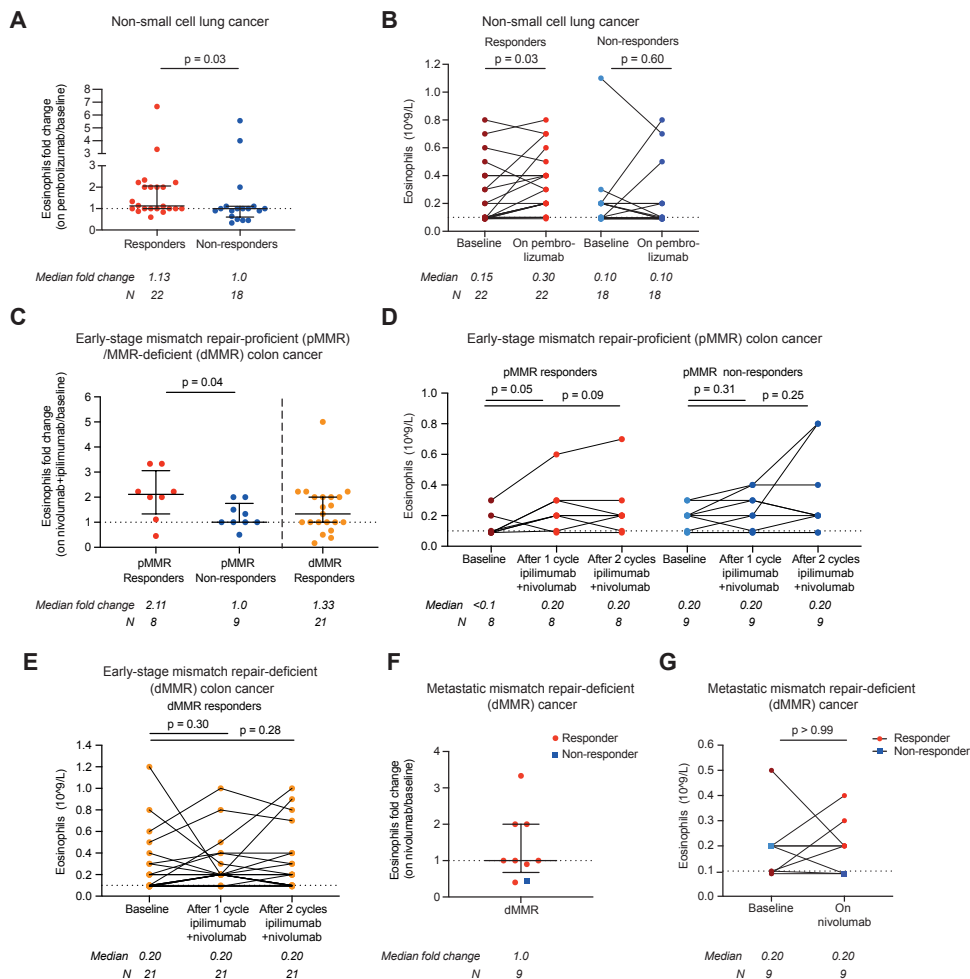 A
Non-small cell lung cancer
p = 0.03
Eosinophils fold change
(on pembrolizumab/baseline)
8
7
6
5
4
3
2
3
2
1
0
Responders
Non-responders
Median fold change 1.13 1.0
N 22 18
B
Non-small cell lung cancer
Responders
Non-responders
p = 0.03
p = 0.60
Eosinophils (10^9/L)
1.2
1.0
0.8
0.6
0.4
0.2
0.0
Baseline
On pembro-
lizumab
Baseline
On pembro-
lizumab
Median 0.15 0.30 0.10 0.10
N 22 22 18 18
C
Early-stage mismatch repair-proficient (pMMR)
/MMR-deficient (dMMR) colon cancer
p = 0.04
Eosinophils fold change
(on nivolumab+ipilimumab/baseline)
6
5
4
3
2
1
0
pMMR
Responders
pMMR
Non-responders
dMMR
Responders
Median fold change 2.11 1.0 1.33
N 8 9 21
D
Early-stage mismatch repair-proficient (pMMR) colon cancer
pMMR responders
pMMR non-responders
p = 0.05
p = 0.09
p = 0.31
p = 0.25
Eosinophils (10^9/L)
1.0
0.8
0.6
0.4
0.2
0.0
Baseline
After 1 cycle
ipilimumab
+nivolumab
After 2 cycles
ipilimumab
+nivolumab
Baseline
After 1 cycle
ipilimumab
+nivolumab
After 2 cycles
ipilimumab
+nivolumab
Median <0.1 0.20 0.20 0.20 0.20 0.20
N 8 8 8 9 9 9
E
Early-stage mismatch repair-deficient
(dMMR) colon cancer
dMMR responders
p = 0.30
p = 0.28
Eosinophils (10^9/L)
1.4
1.2
1.0
0.8
0.6
0.4
0.2
0.0
Baseline
After 1 cycle
ipilimumab
+nivolumab
After 2 cycles
ipilimumab
+nivolumab
Median 0.20 0.20 0.20
N 21 21 21
F
Metastatic mismatch repair-deficient
(dMMR) cancer
Responder
Non-responder
Eosinophils fold change
(on nivolumab/baseline)
4
3
2
1
0
dMMR
Median fold change 1.0
N 9
G
Metastatic mismatch repair-deficient
(dMMR) cancer
p > 0.99
Responder
Non-responder
Eosinophils (10^9/L)
0.6
0.5
0.4
0.3
0.2
0.1
0.0
Baseline
On
nivolumab
Median 0.20 0.20
N 9 9